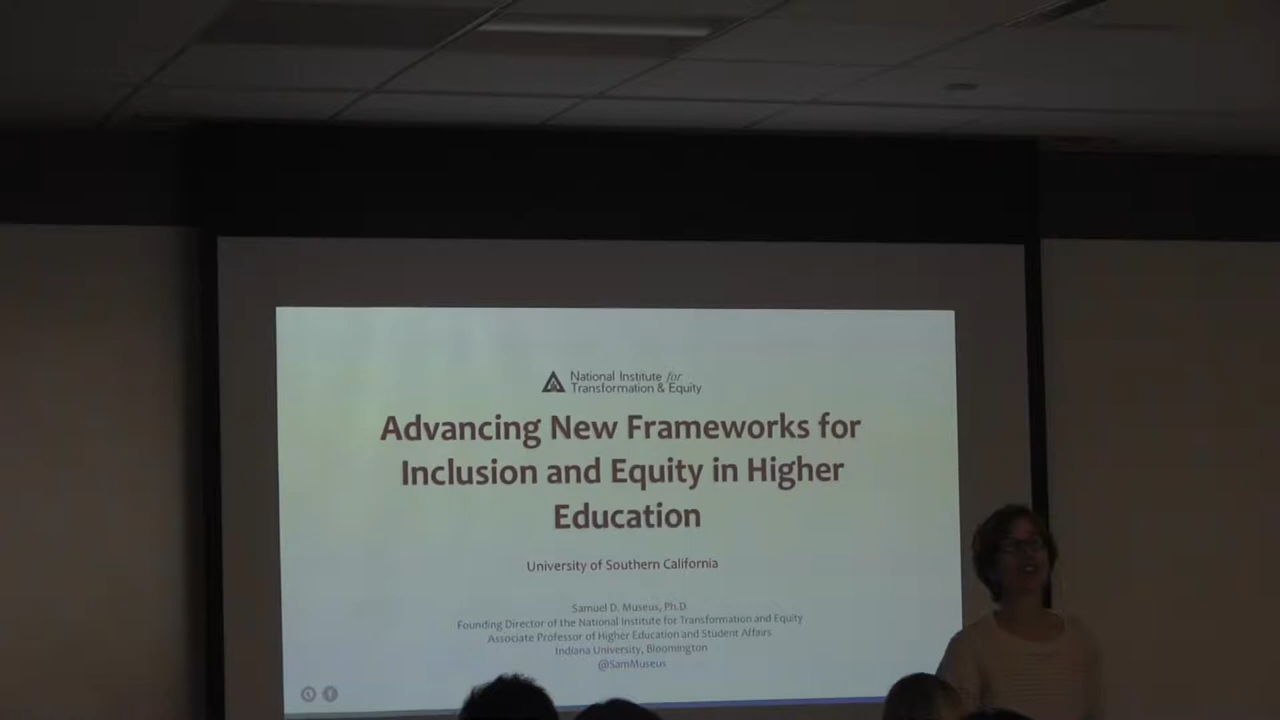 National Institute for
Transformation & Equity
Advancing New Frameworks for
Inclusion and Equity in Higher
Education
University of Southern California
Samuel D. Museus, Ph.D.
Founding Director of the National Institute for Transformation and Equity
Associate Professor of Higher Education and Student Affairs
Indiana University, Bloomington
@SamMuseus